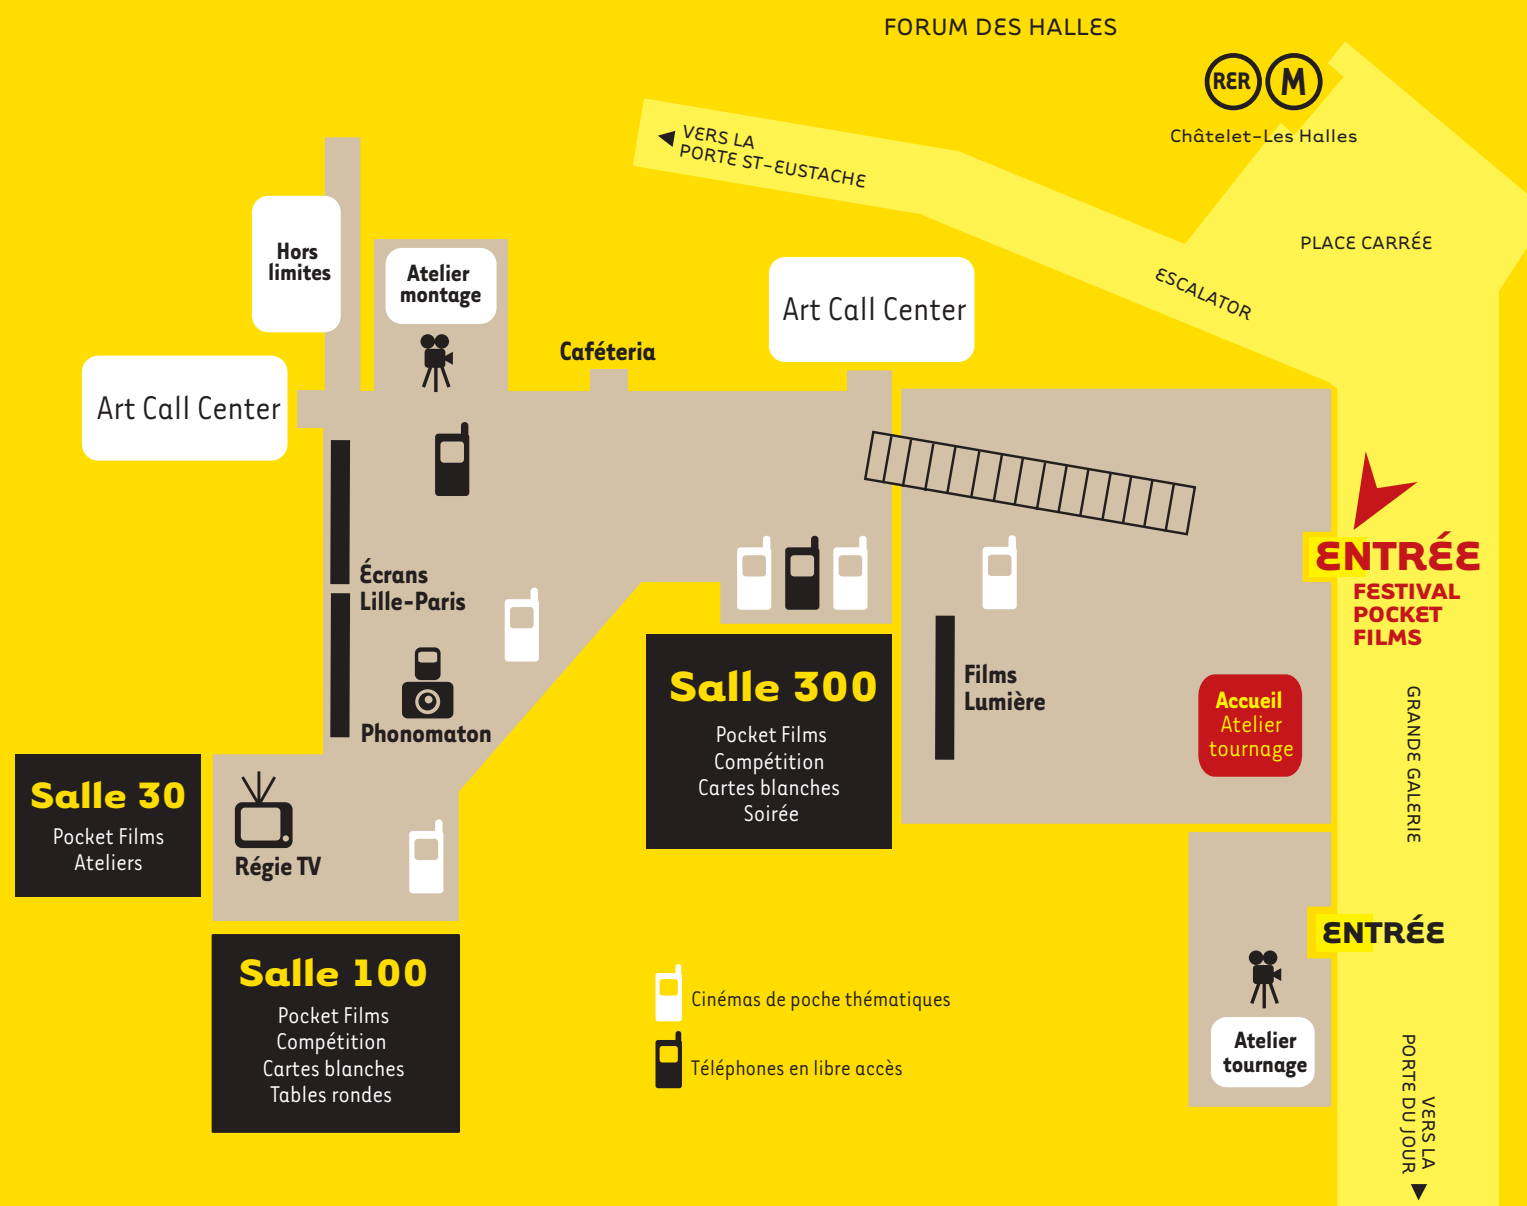 FORUM DES HALLES
RER
M
Châtelet-Les Halles
VERS LA
PORTE ST-EUSTACHE
PLACE CARRÉE
ESCALATOR
Hors
limites
Atelier
montage
Art Call Center
Caféteria
Art Call Center
Écrans
Lille-Paris
Phonomaton
ENTRÉE
FESTIVAL
POCKET
FILMS
Films
Lumière
Accueil
Atelier
tournage
GRANDE GALERIE
Salle 300
Pocket Films
Compétition
Cartes blanches
Soirée
Salle 30
Pocket Films
Ateliers
Régie TV
Salle 100
Pocket Films
Compétition
Cartes blanches
Tables rondes
Cinémas de poche thématiques
Téléphones en libre accès
ENTRÉE
Atelier
tournage
VERS LA
PORTE DU JOUR